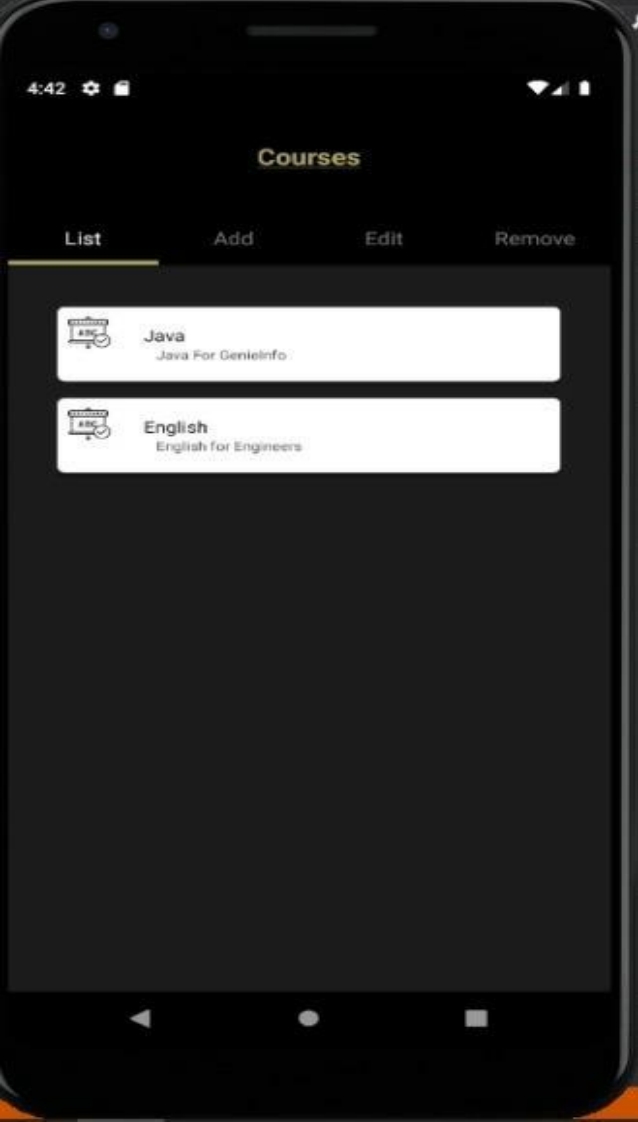 4:42
Courses
List Add Edit Remove
ABC
Java
Java For GenieInfo
ABC
English
English for Engineers